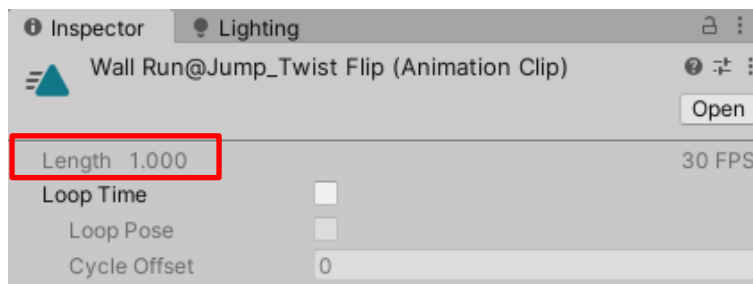 Inspector Lighting
Wall Run@Jump_Twist Flip (Animation Clip)
Open
Length 1.000 30 FPS
Loop Time
Loop Pose
Cycle Offset 0